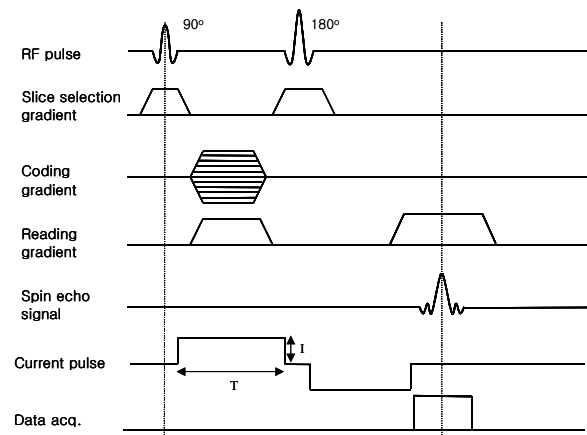 90°
180°
RF pulse
Slice selection
gradient
Coding
gradient
Reading
gradient
Spin echo
signal
Current pulse
I
T
Data acq.